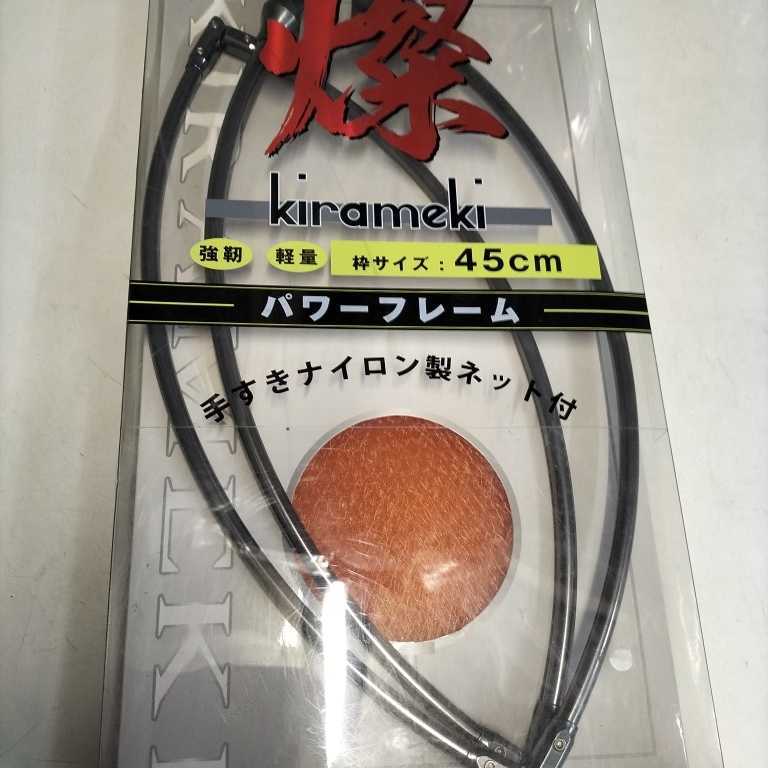 燦
kirameki
強靭 軽量 枠サイズ：45cm
パワーフレーム
手すきナイロン製ネット付
KIRAMEKI